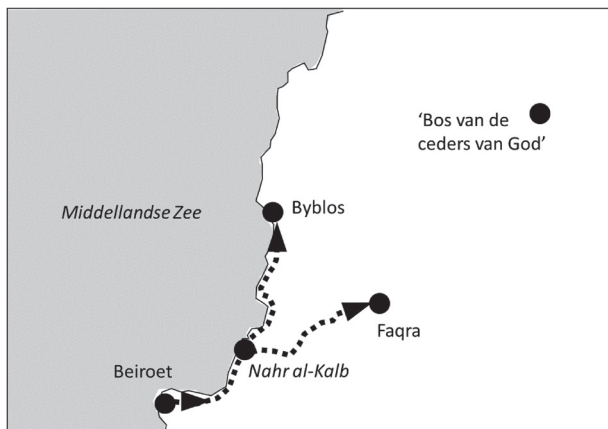 'Bos van de
ceders van God'
Middellandse Zee
Byblos
Faqra
Beiroet
Nahr al-Kalb